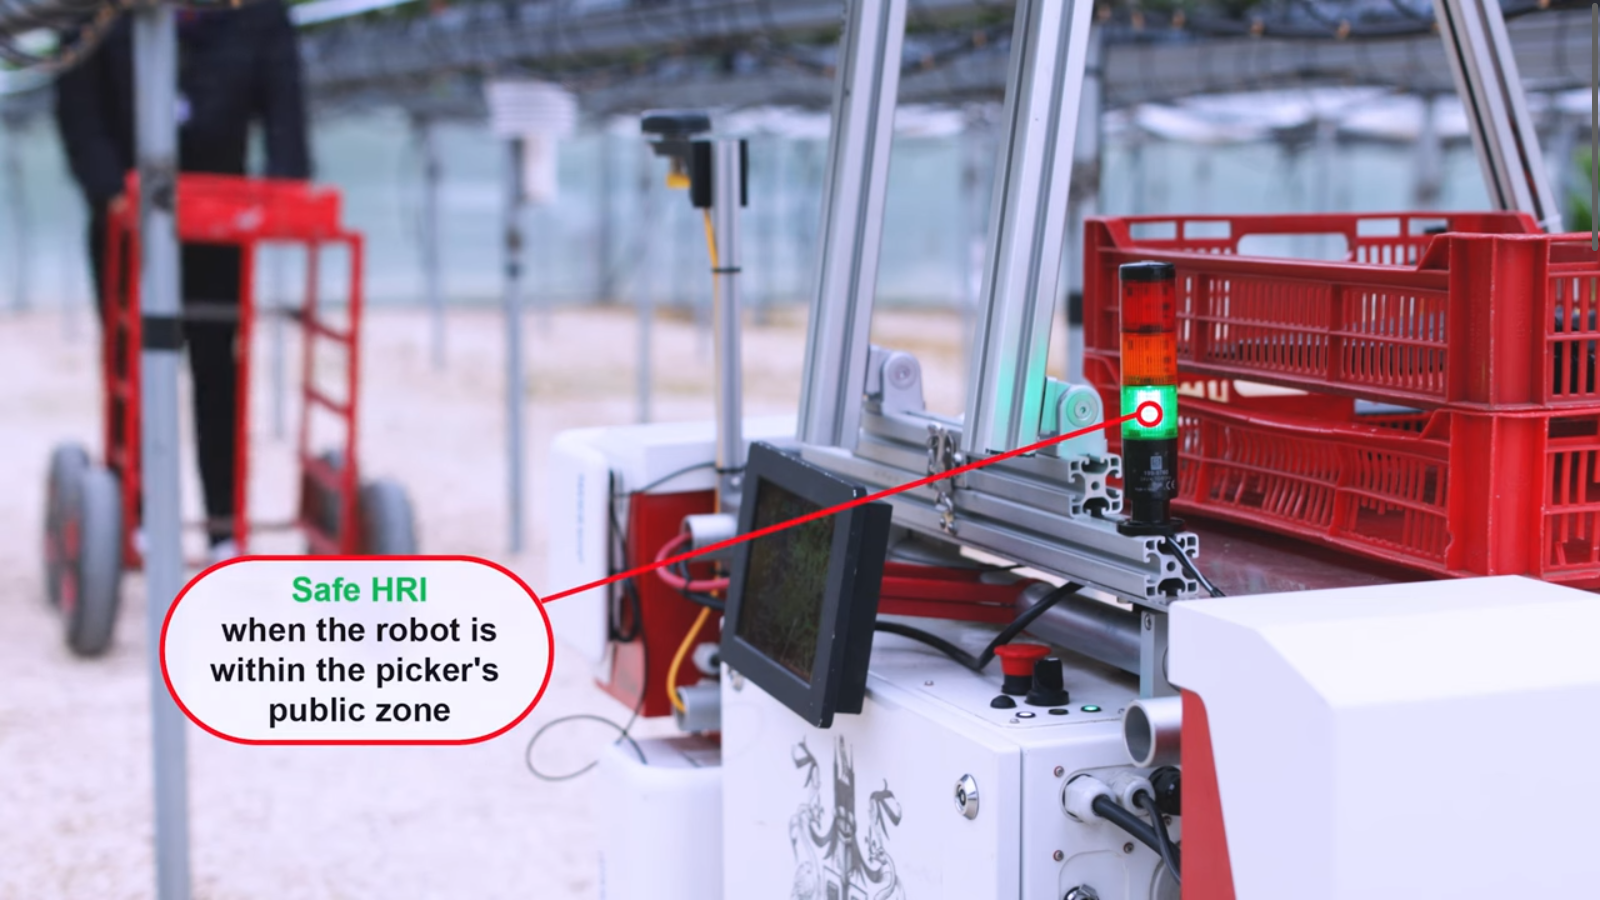 Safe HRI
when the robot is
within the picker's
public zone